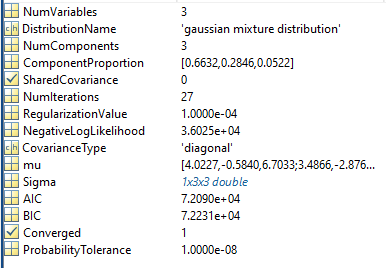 NumVariables 3
DistributionName 'gaussian mixture distribution'
NumComponents 3
ComponentProportion [0.6632,0.2846,0.0522]
SharedCovariance 0
NumIterations 27
RegularizationValue 1.0000e-04
NegativeLogLikelihood 3.6025e+04
CovarianceType 'diagonal'
mu [4.0227,-0.5840,6.7033;3.4866,-2.876...
Sigma 1x3x3 double
AIC 7.2090e+04
BIC 7.2231e+04
Converged 1
ProbabilityTolerance 1.0000e-08